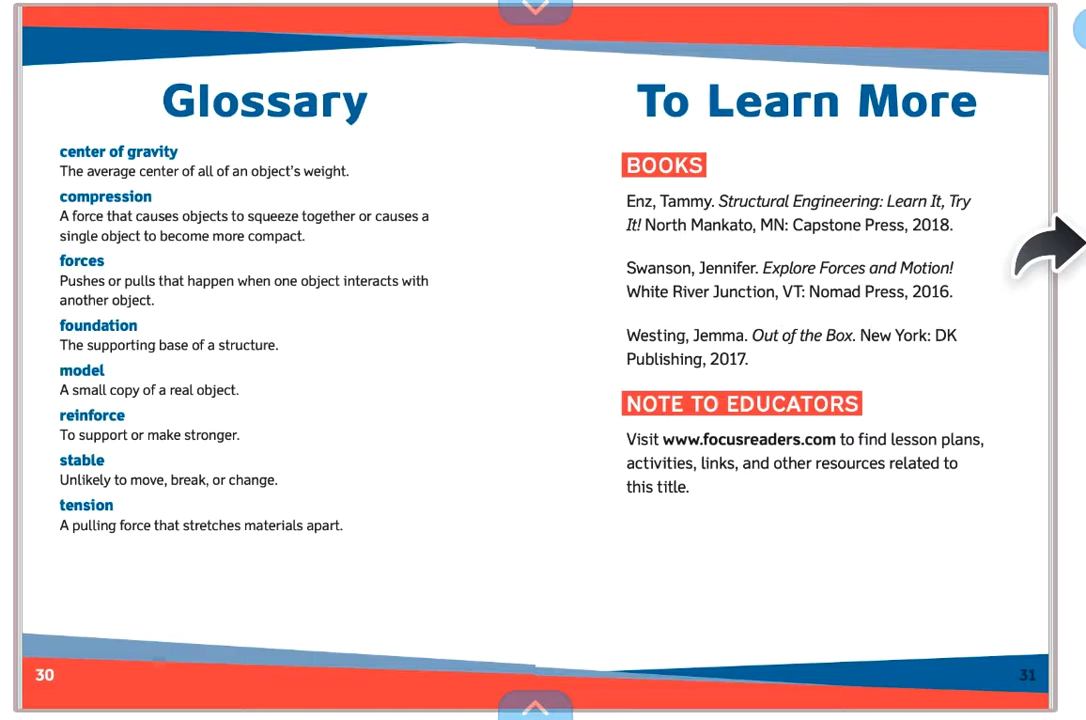 Glossary
center of gravity
The average center of all of an object's weight.
compression
A force that causes objects to squeeze together or causes a
single object to become more compact.
forces
Pushes or pulls that happen when one object interacts with
another object.
foundation
The supporting base of a structure.
model
A small copy of a real object.
reinforce
To support or make stronger.
stable
Unlikely to move, break, or change.
tension
A pulling force that stretches materials apart.
30
To Learn More
BOOKS
Enz, Tammy. Structural Engineering: Learn It, Try
It! North Mankato, MN: Capstone Press, 2018.
Swanson, Jennifer. Explore Forces and Motion!
White River Junction, VT: Nomad Press, 2016.
Westing, Jemma. Out of the Box. New York: DK
Publishing, 2017.
NOTE TO EDUCATORS
Visit www.focusreaders.com to find lesson plans,
activities, links, and other resources related to
this title.
31